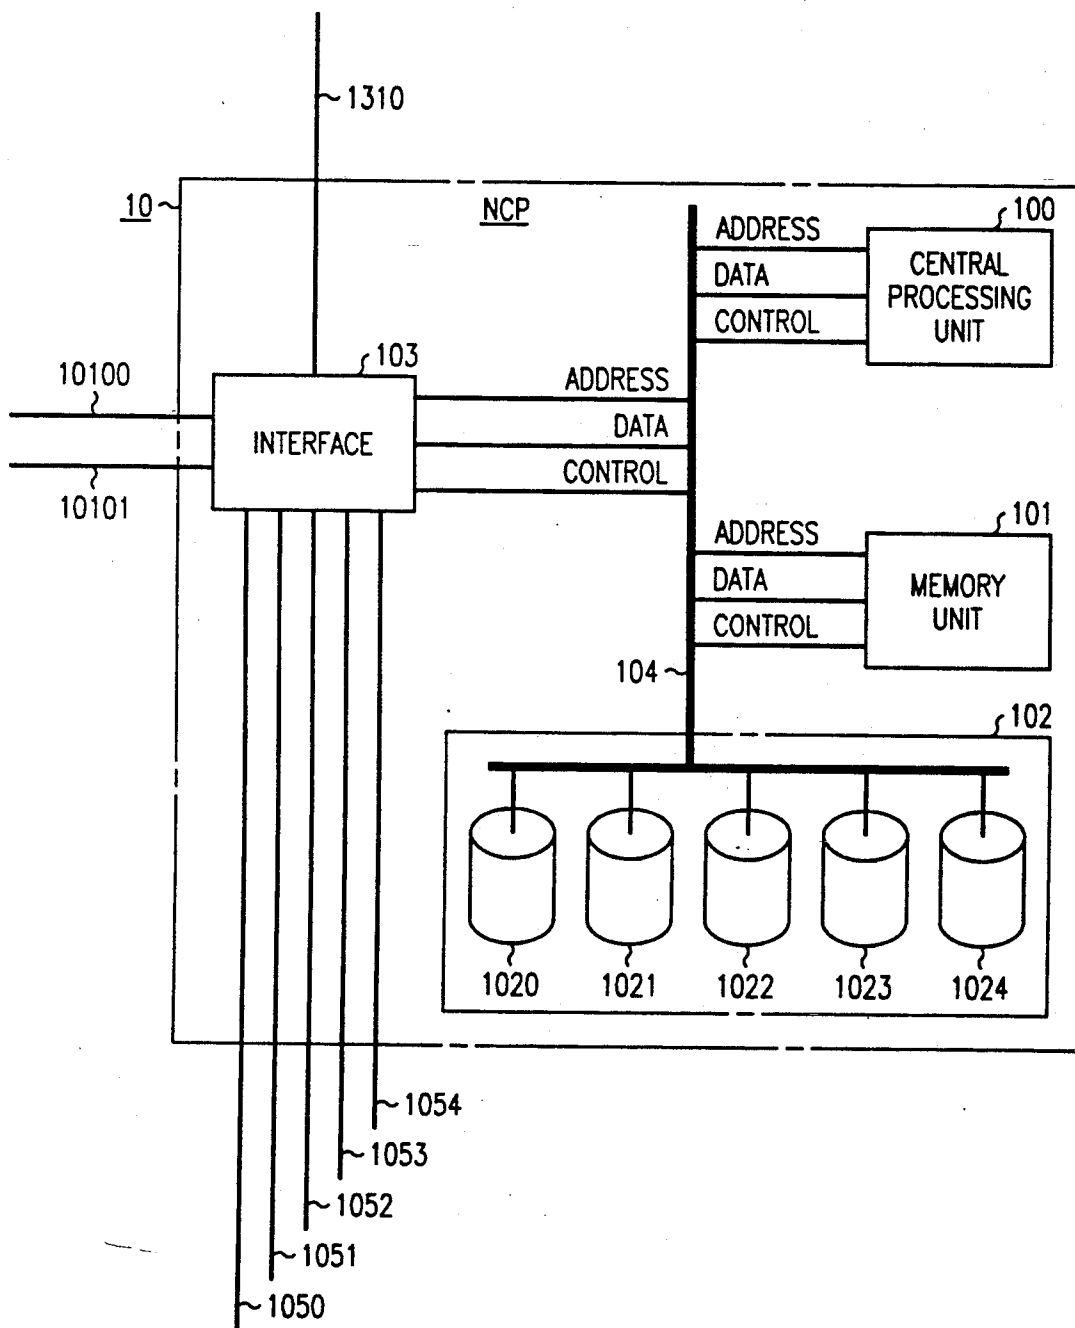 1310
10
NCP
100
ADDRESS
DATA
CONTROL
CENTRAL
PROCESSING
UNIT
103
10100
10101
INTERFACE
ADDRESS
DATA
CONTROL
101
ADDRESS
DATA
CONTROL
MEMORY
UNIT
104
102
1020
1021
1022
1023
1024
1054
1053
1052
1051
1050